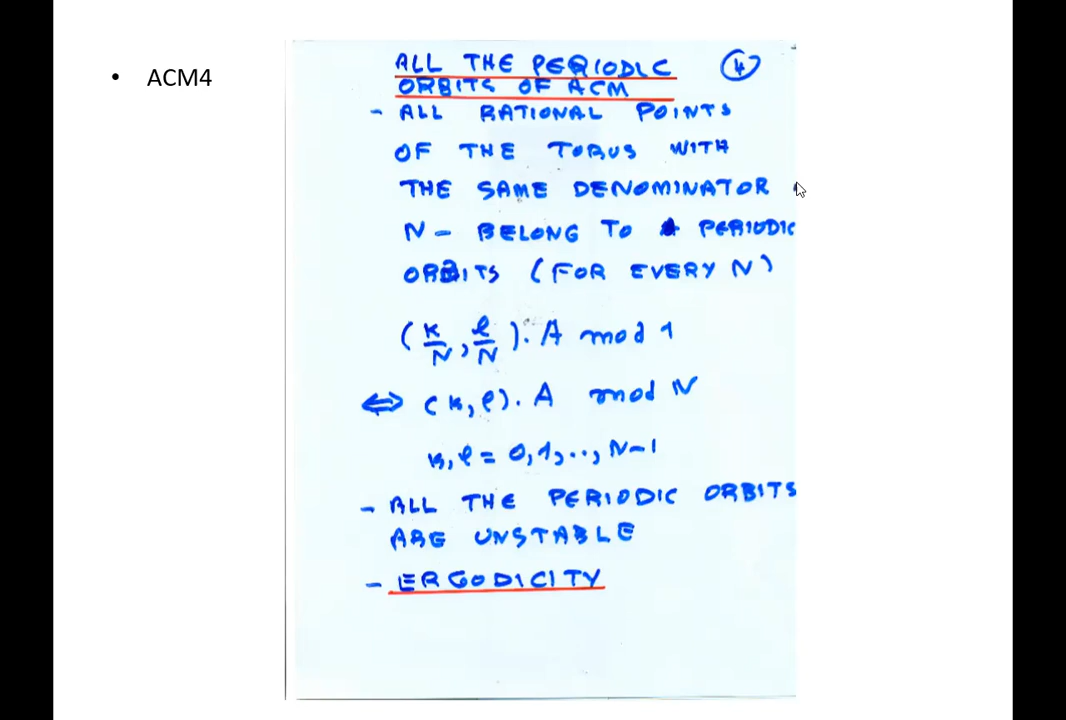 • ACM4
ALL THE PERIODIC ④
ORBITS OF ACM
- ALL RATIONAL POINTS
OF THE TORUS WITH
THE SAME DENOMINATOR
N - BELONG TO PERIODIC
ORBITS (FOR EVERY N)
(k/N, l/N). A mod 1
⇔ (k, l). A mod N
k, l = 0, 1, .., N-1
- ALL THE PERIODIC ORBITS
ARE UNSTABLE
- ERGODICITY